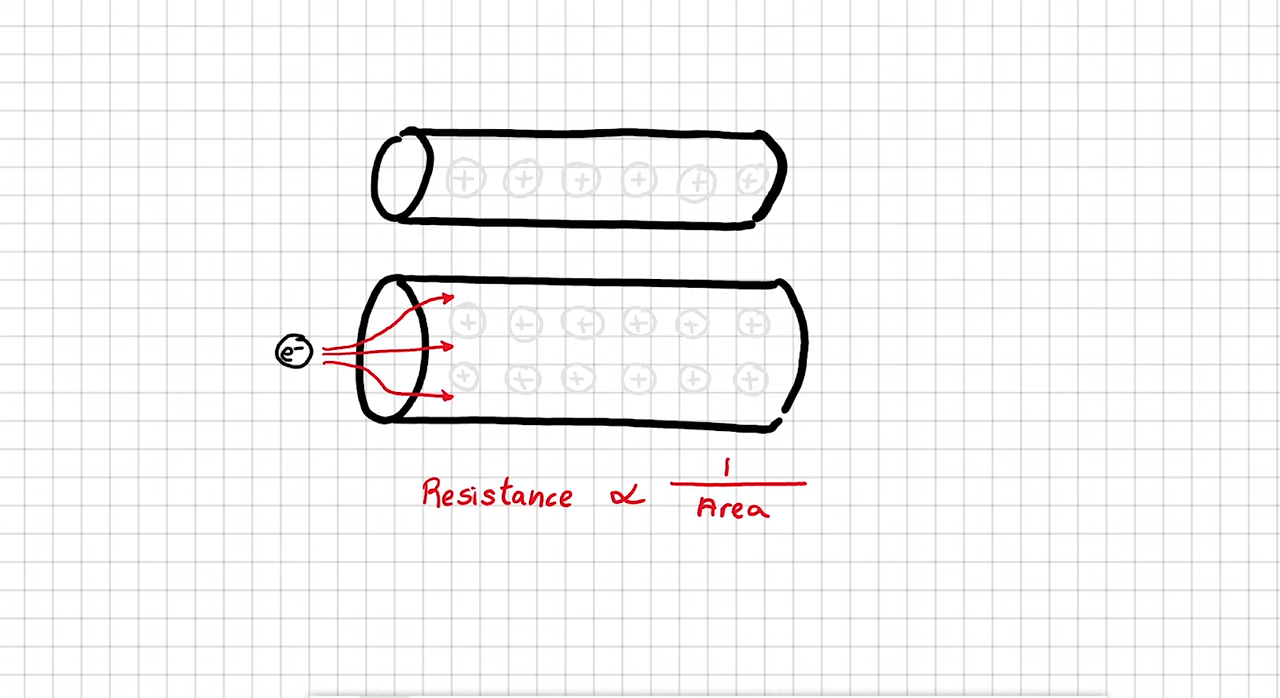 + + + + + +
+ + + + + +
e-
+ + + + + +
Resistance ∝ 1
Area